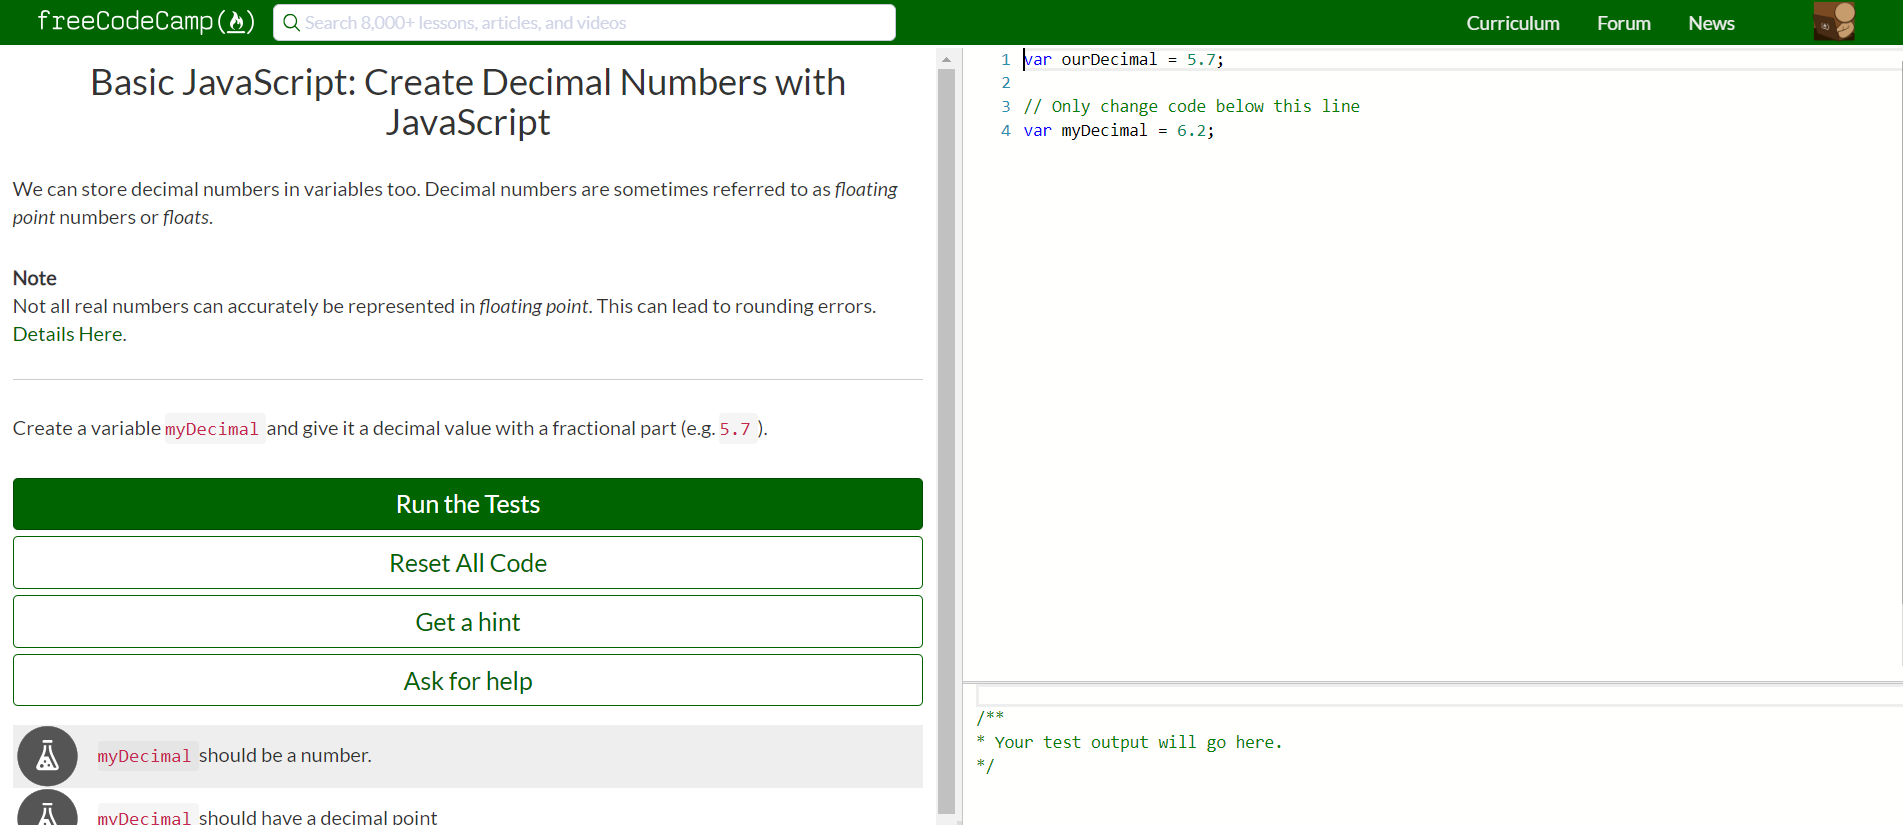 freeCodeCamp
Search 8,000+ lessons, articles, and videos
Curriculum
Forum
News
Basic JavaScript: Create Decimal Numbers with
JavaScript
We can store decimal numbers in variables too. Decimal numbers are sometimes referred to as floating
point numbers or floats.
Note
Not all real numbers can accurately be represented in floating point. This can lead to rounding errors.
Details Here.
Create a variable myDecimal and give it a decimal value with a fractional part (e.g. 5.7 ).
Run the Tests
Reset All Code
Get a hint
Ask for help
myDecimal should be a number.
myDecimal should have a decimal point
1 var ourDecimal = 5.7;
2
3 // Only change code below this line
4 var myDecimal = 6.2;
/**
* Your test output will go here.
*/